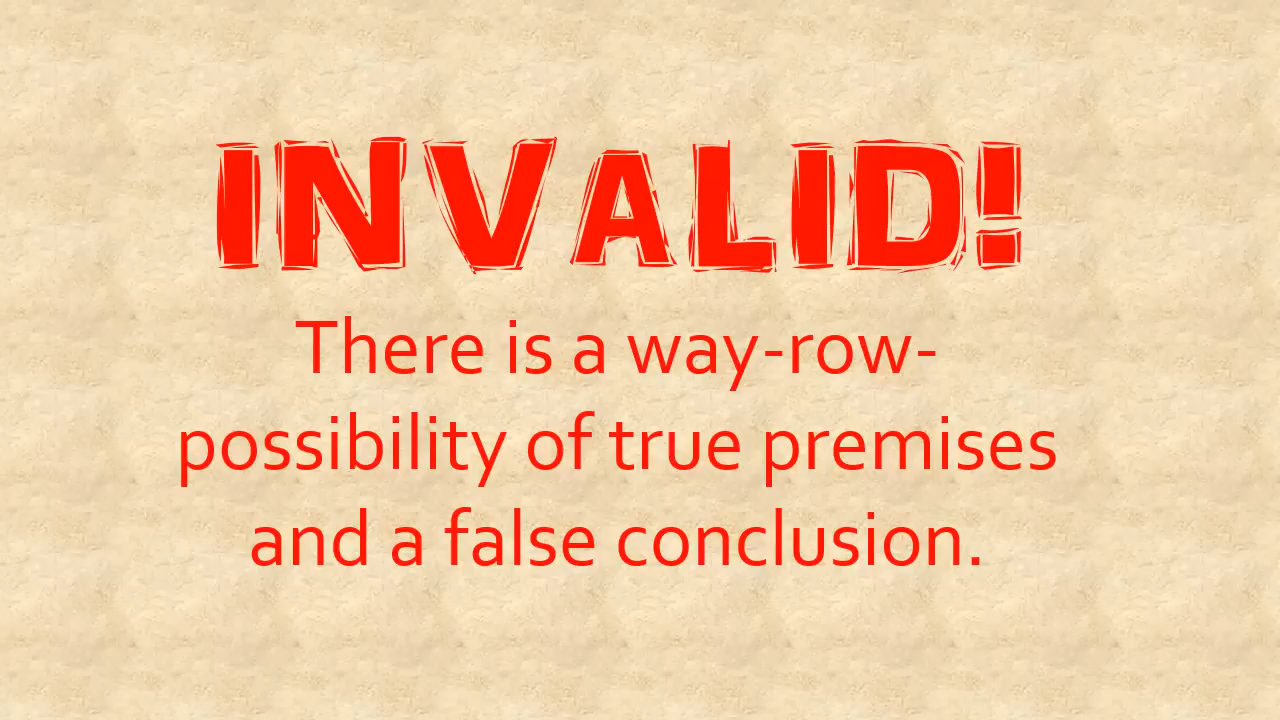 INVALID!
There is a way-row-
possibility of true premises
and a false conclusion.